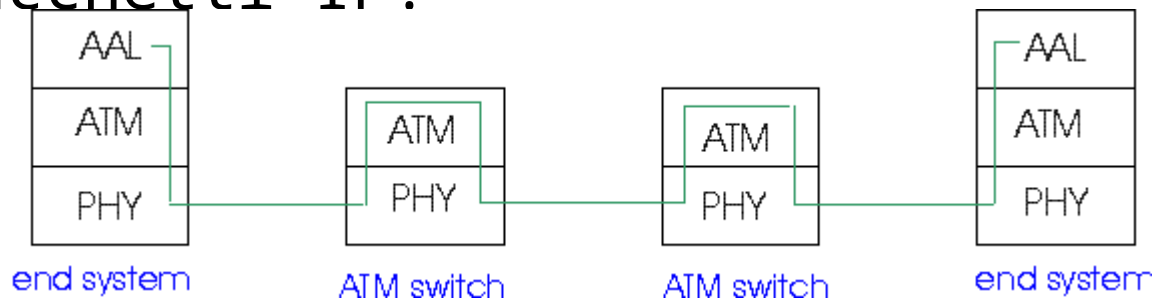 AAL AAL
ATM ATM ATM ATM
PHY PHY PHY PHY
end system ATM switch ATM switch end system